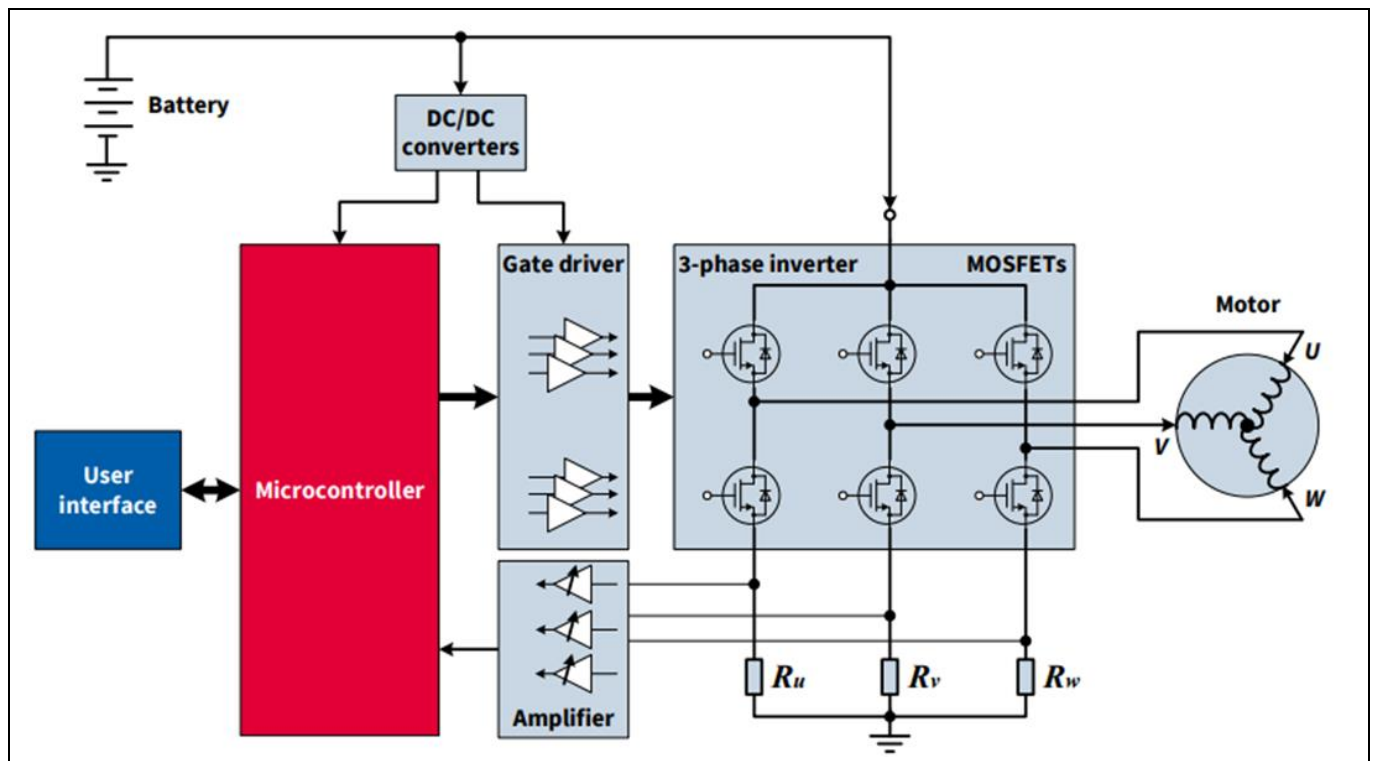 Battery
DC/DC
converters
Gate driver
3-phase inverter
MOSFETs
Motor
U
V
W
User
interface
Microcontroller
Amplifier
Ru
Rv
Rw